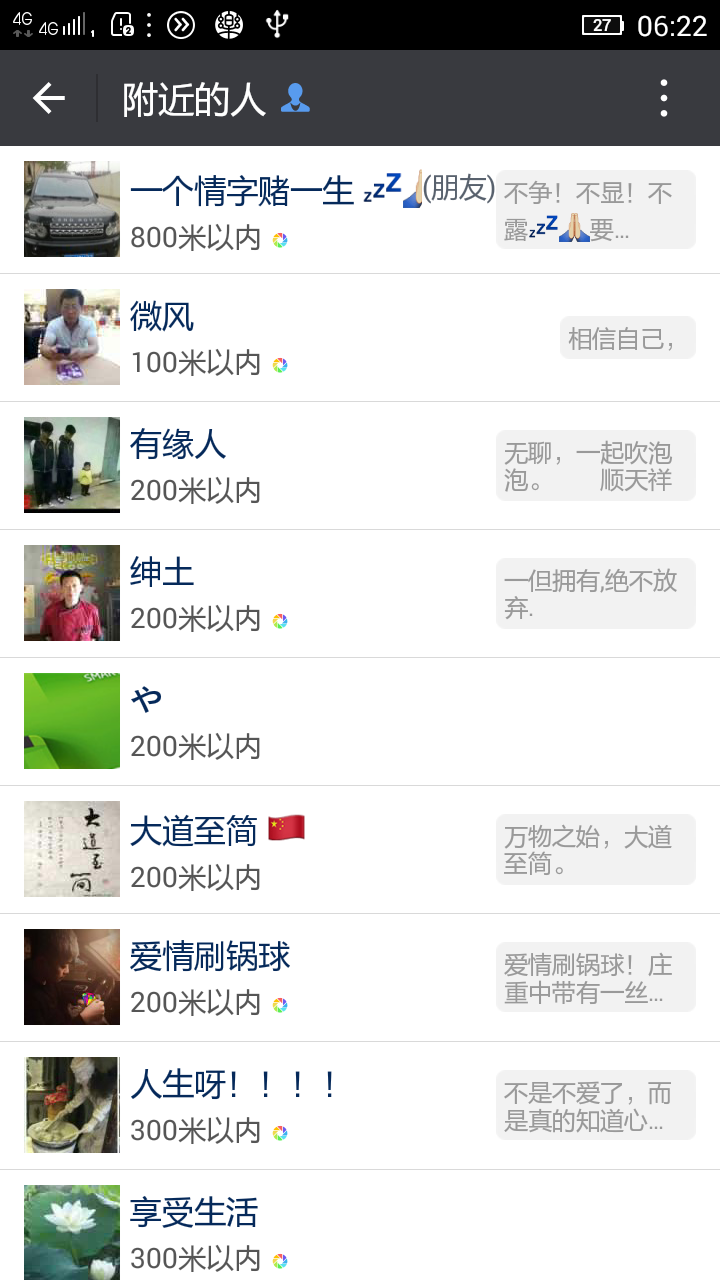 4G 4G 2 27 06:22
附近的人
一个情字赌一生 (朋友)
800米以内
不争！不显！不
露要...
微风
100米以内
相信自己，
有缘人
200米以内
无聊，一起吹泡
泡。 顺天祥
绅土
200米以内
一但拥有,绝不放
弃.
SMAR
や
200米以内
大道至简
大道至简
200米以内
万物之始，大道
至简。
爱情刷锅球
200米以内
爱情刷锅球！庄
重中带有一丝...
人生呀！！！！
300米以内
不是不爱了，而
是真的知道心...
享受生活
300米以内